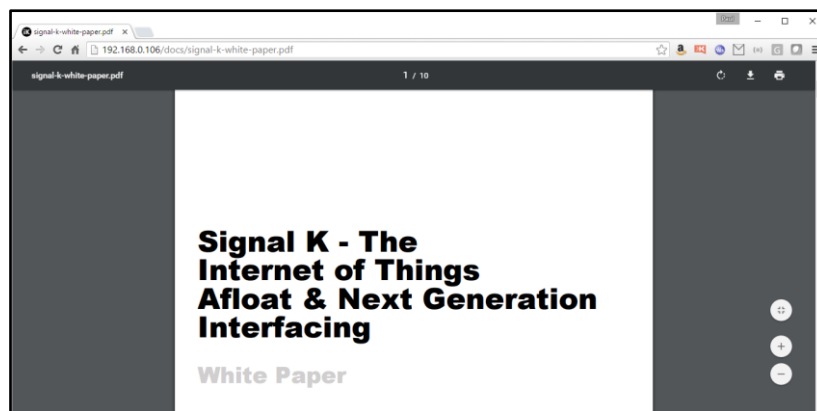 signal-k-white-paper.pdf
192.168.0.106/docs/signal-k-white-paper.pdf
signal-k-white-paper.pdf
1 / 10
Signal K - The
Internet of Things
Afloat & Next Generation
Interfacing
White Paper